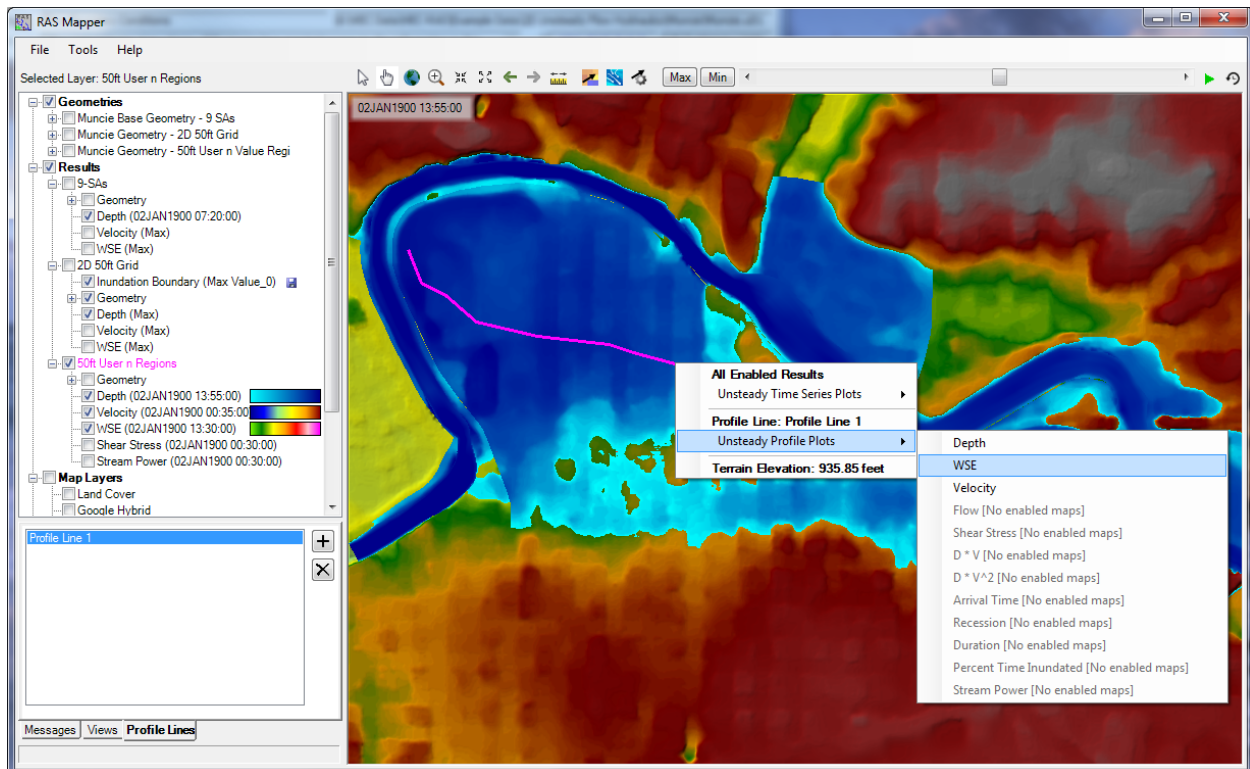 RAS Mapper
File Tools Help
Selected Layer: 50ft User n Regions
Max Min
Geometries
Muncie Base Geometry - 9 SAs
Muncie Geometry - 2D 50ft Grid
Muncie Geometry - 50ft User n Value Regi
Results
9-SAs
Geometry
Depth (02JAN1900 07:20:00)
Velocity (Max)
WSE (Max)
2D 50ft Grid
Inundation Boundary (Max Value_0)
Geometry
Depth (Max)
Velocity (Max)
WSE (Max)
50ft User n Regions
Geometry
Depth (02JAN1900 13:55:00)
Velocity (02JAN1900 00:35:00)
WSE (02JAN1900 13:30:00)
Shear Stress (02JAN1900 00:30:00)
Stream Power (02JAN1900 00:30:00)
Map Layers
Land Cover
Google Hybrid
Profile Line 1
Messages Views Profile Lines
02JAN1900 13:55:00
All Enabled Results
Unsteady Time Series Plots
Profile Line: Profile Line 1
Unsteady Profile Plots
Terrain Elevation: 935.85 feet
Depth
WSE
Velocity
Flow [No enabled maps]
Shear Stress [No enabled maps]
D * V [No enabled maps]
D * V^2 [No enabled maps]
Arrival Time [No enabled maps]
Recession [No enabled maps]
Duration [No enabled maps]
Percent Time Inundated [No enabled maps]
Stream Power [No enabled maps]